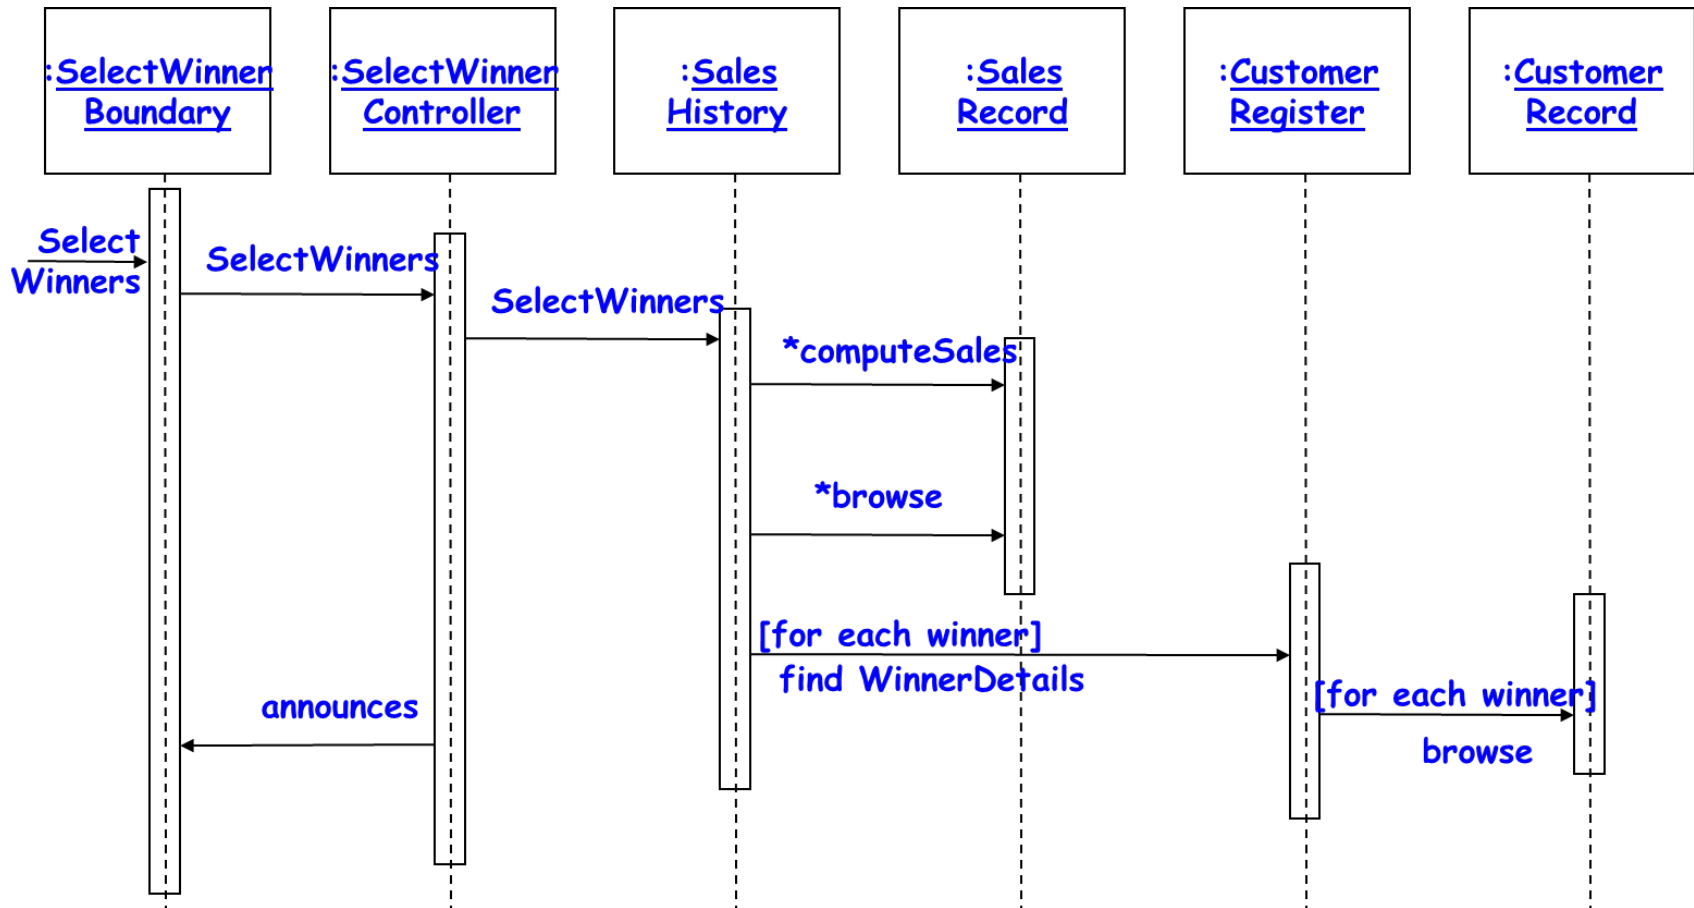 :SelectWinner
Boundary
:SelectWinner
Controller
:Sales
History
:Sales
Record
:Customer
Register
:Customer
Record
Select
Winners
SelectWinners
SelectWinners
*computeSales
*browse
[for each winner]
find WinnerDetails
[for each winner]
browse
announces